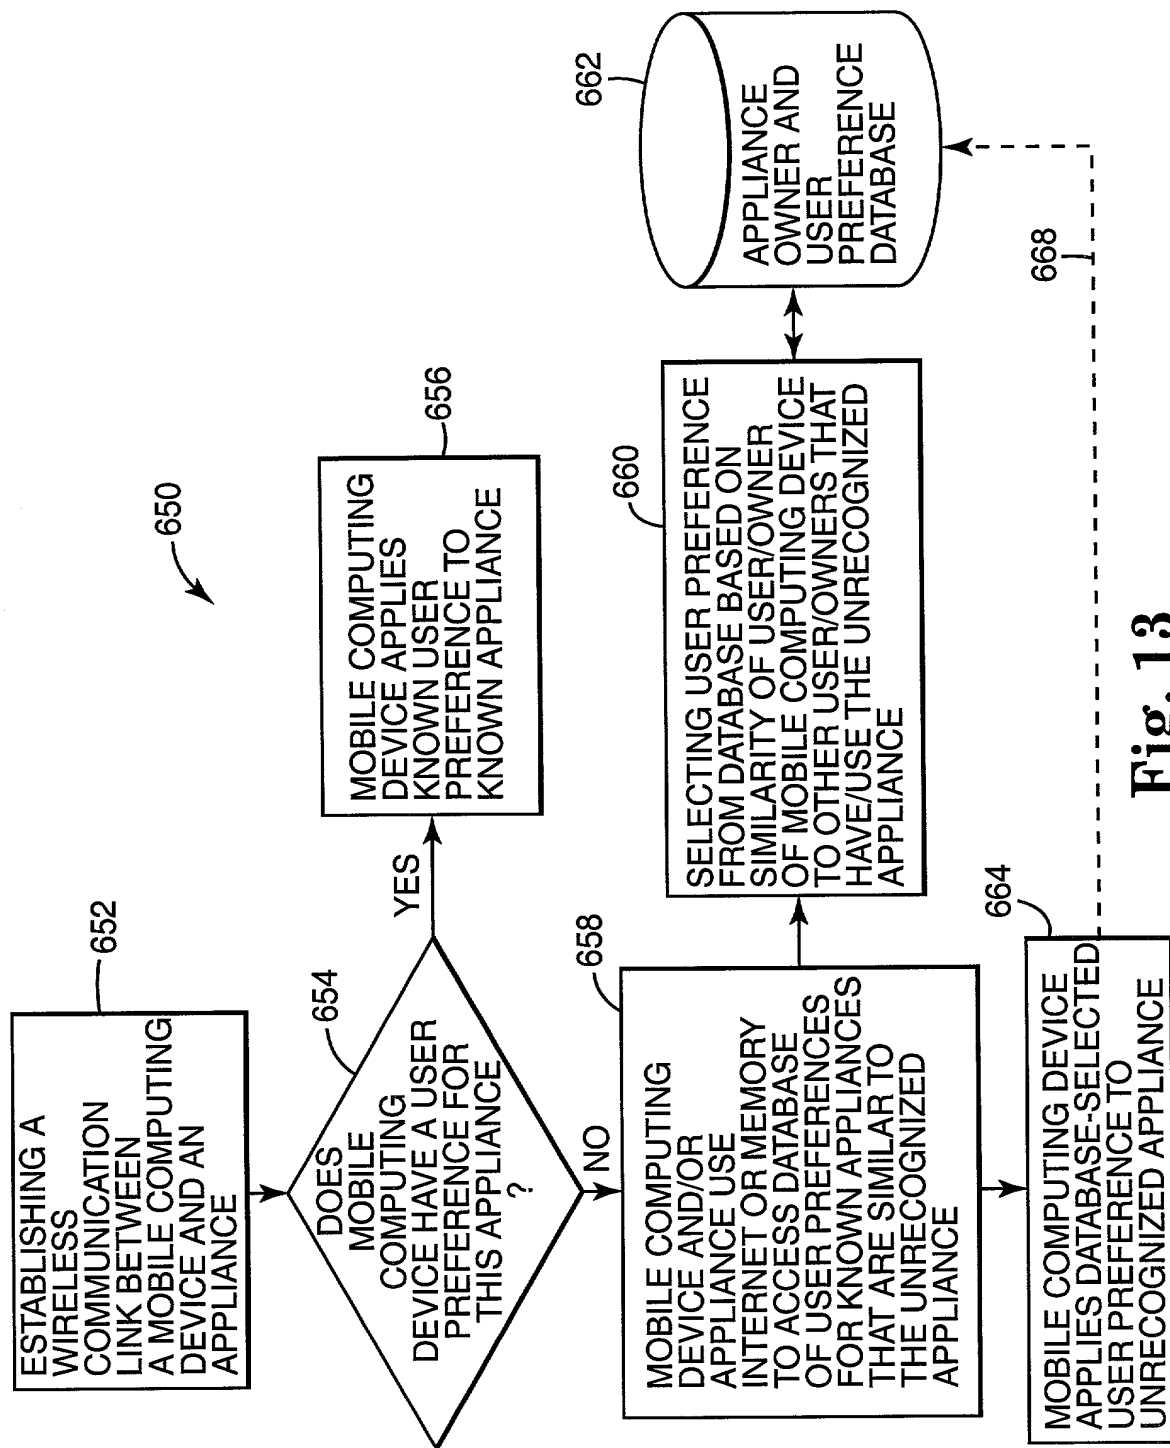 650
652
ESTABLISHING A
WIRELESS
COMMUNICATION
LINK BETWEEN
A MOBILE COMPUTING
DEVICE AND AN
APPLIANCE
654
DOES
MOBILE
COMPUTING
DEVICE HAVE A USER
PREFERENCE FOR
THIS APPLIANCE
?
YES
656
MOBILE COMPUTING
DEVICE APPLIES
KNOWN USER
PREFERENCE TO
KNOWN APPLIANCE
NO
658
MOBILE COMPUTING
DEVICE AND/OR
APPLIANCE USE
INTERNET OR MEMORY
TO ACCESS DATABASE
OF USER PREFERENCES
FOR KNOWN APPLIANCES
THAT ARE SIMILAR TO
THE UNRECOGNIZED
APPLIANCE
660
SELECTING USER PREFERENCE
FROM DATABASE BASED ON
SIMILARITY OF USER/OWNER
OF MOBILE COMPUTING DEVICE
TO OTHER USER/OWNERS THAT
HAVE/USE THE UNRECOGNIZED
APPLIANCE
662
APPLIANCE
OWNER AND
USER
PREFERENCE
DATABASE
664
MOBILE COMPUTING DEVICE
APPLIES DATABASE-SELECTED
USER PREFERENCE TO
UNRECOGNIZED APPLIANCE
668
Fig. 13